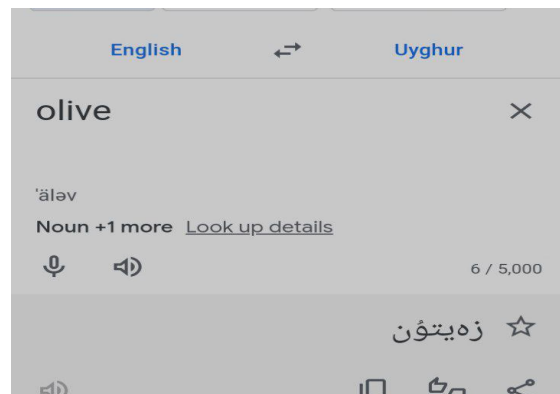 English Uyghur
olive
ˈäləv
Noun +1 more Look up details
6 / 5,000
زەيتۇن